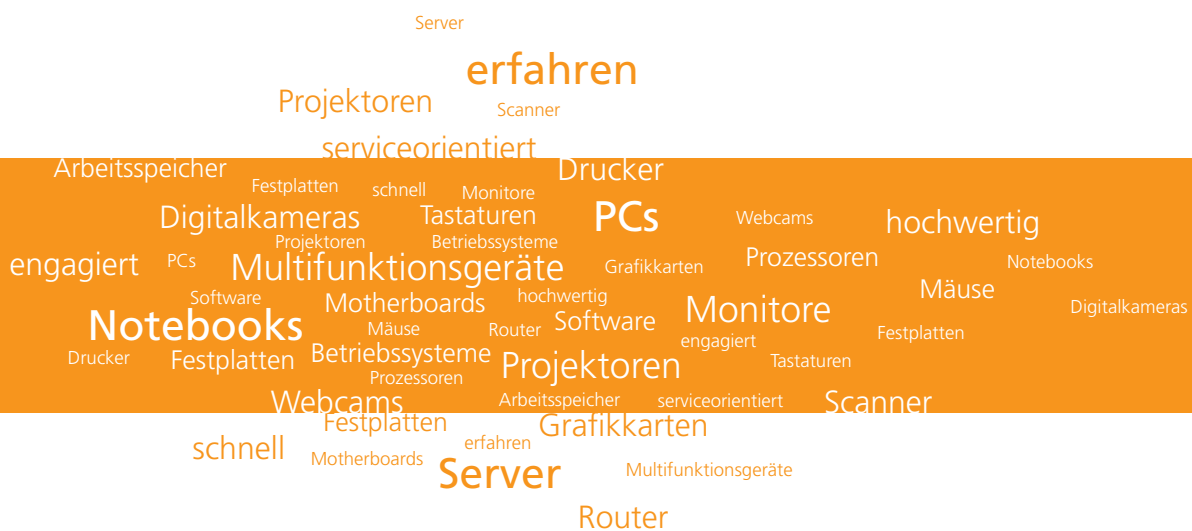 Server
erfahren
Projektoren
Scanner
serviceorientiert
Arbeitsspeicher
Drucker
Festplatten
schnell
Monitore
Digitalkameras
Tastaturen
PCs
Webcams
hochwertig
Projektoren
Betriebssysteme
engagiert
PCs
Multifunktionsgeräte
Grafikkarten
Prozessoren
Notebooks
Software
Motherboards
hochwertig
Monitore
Mäuse
Digitalkameras
Notebooks
Mäuse
Router
Software
engagiert
Festplatten
Drucker
Festplatten
Betriebssysteme
Projektoren
Tastaturen
Prozessoren
Webcams
Arbeitsspeicher
serviceorientiert
Scanner
Festplatten
Grafikkarten
schnell
Motherboards
erfahren
Server
Multifunktionsgeräte
Router